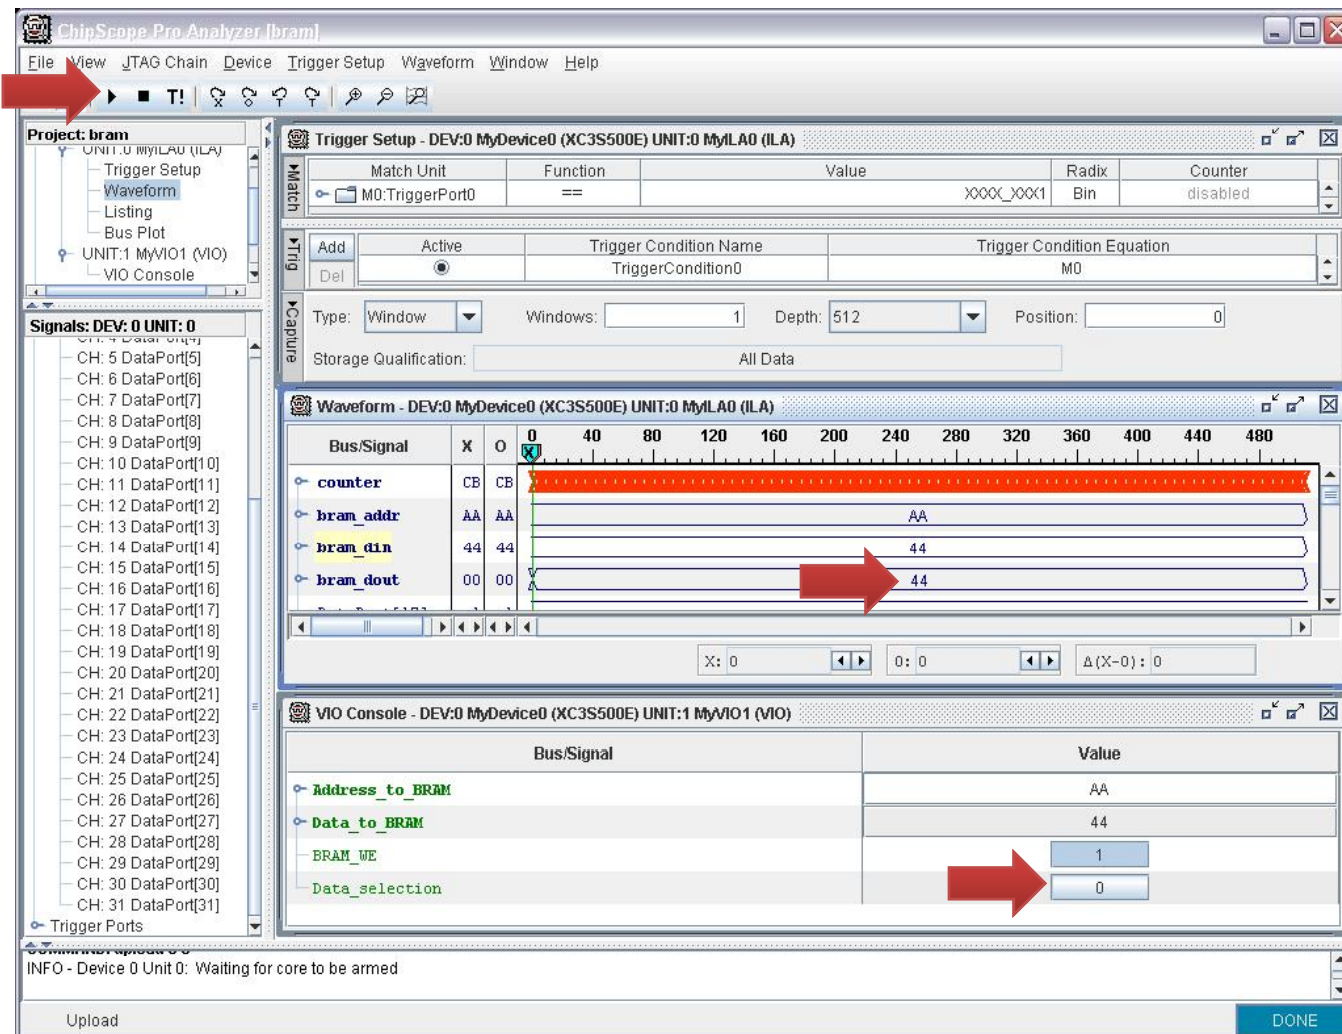 ChipScope Pro Analyzer [bram]
File View JTAG Chain Device Trigger Setup Waveform Window Help
T!
Project: bram
UNIT:0 MyILA0 (ILA)
Trigger Setup
Waveform
Listing
Bus Plot
UNIT:1 MyVIO1 (VIO)
VIO Console
Signals: DEV: 0 UNIT: 0
CH: 4 DataPort[4]
CH: 5 DataPort[5]
CH: 6 DataPort[6]
CH: 7 DataPort[7]
CH: 8 DataPort[8]
CH: 9 DataPort[9]
CH: 10 DataPort[10]
CH: 11 DataPort[11]
CH: 12 DataPort[12]
CH: 13 DataPort[13]
CH: 14 DataPort[14]
CH: 15 DataPort[15]
CH: 16 DataPort[16]
CH: 17 DataPort[17]
CH: 18 DataPort[18]
CH: 19 DataPort[19]
CH: 20 DataPort[20]
CH: 21 DataPort[21]
CH: 22 DataPort[22]
CH: 23 DataPort[23]
CH: 24 DataPort[24]
CH: 25 DataPort[25]
CH: 26 DataPort[26]
CH: 27 DataPort[27]
CH: 28 DataPort[28]
CH: 29 DataPort[29]
CH: 30 DataPort[30]
CH: 31 DataPort[31]
Trigger Ports
Trigger Setup - DEV:0 MyDevice0 (XC3S500E) UNIT:0 MyILA0 (ILA)
Match
Match Unit Function Value Radix Counter
M0:TriggerPort0 == XXXX_XXX1 Bin disabled
Trig
Add Active Trigger Condition Name Trigger Condition Equation
Del TriggerCondition0 M0
Capture
Type: Window Windows: 1 Depth: 512 Position: 0
Storage Qualification: All Data
Waveform - DEV:0 MyDevice0 (XC3S500E) UNIT:0 MyILA0 (ILA)
Bus/Signal X O 0 40 80 120 160 200 240 280 320 360 400 440 480
X
counter CB CB
bram_addr AA AA AA
bram_din 44 44 44
bram_dout 00 00 44
X: 0 O: 0 Δ(X-O): 0
VIO Console - DEV:0 MyDevice0 (XC3S500E) UNIT:1 MyVIO1 (VIO)
Bus/Signal Value
Address_to_BRAM AA
Data_to_BRAM 44
BRAM_WE 1
Data_selection 0
COMMAND: upload 0 0
INFO - Device 0 Unit 0: Waiting for core to be armed
Upload DONE